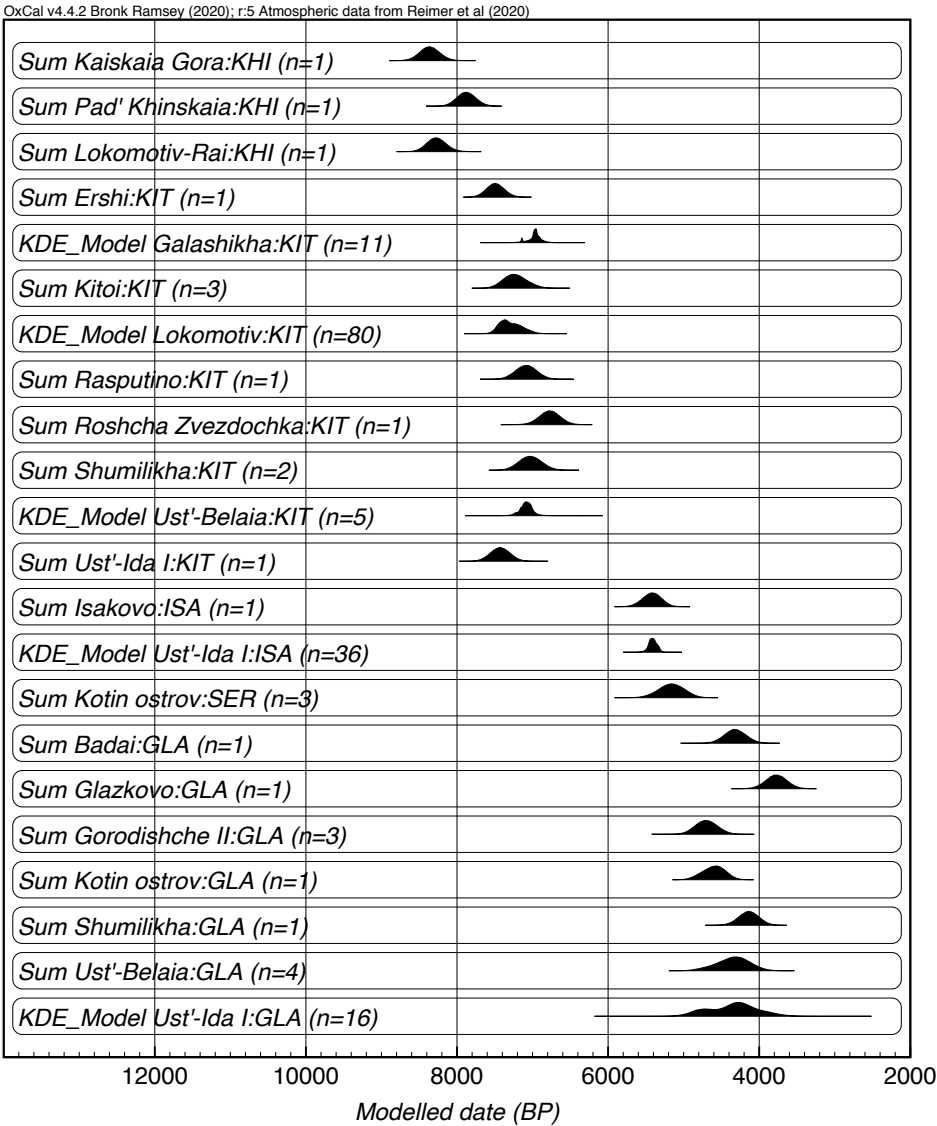 OxCal v4.4.2 Bronk Ramsey (2020); r:5 Atmospheric data from Reimer et al (2020)
Sum Kaiskaia Gora:KHI (n=1)
Sum Pad' Khinskaia:KHI (n=1)
Sum Lokomotiv-Rai:KHI (n=1)
Sum Ershi:KIT (n=1)
KDE_Model Galashikha:KIT (n=11)
Sum Kitoi:KIT (n=3)
KDE_Model Lokomotiv:KIT (n=80)
Sum Rasputino:KIT (n=1)
Sum Roshcha Zvezdochka:KIT (n=1)
Sum Shumilikha:KIT (n=2)
KDE_Model Ust'-Belaia:KIT (n=5)
Sum Ust'-Ida I:KIT (n=1)
Sum Isakovo:ISA (n=1)
KDE_Model Ust'-Ida I:ISA (n=36)
Sum Kotin ostrov:SER (n=3)
Sum Badai:GLA (n=1)
Sum Glazkovo:GLA (n=1)
Sum Gorodishche II:GLA (n=3)
Sum Kotin ostrov:GLA (n=1)
Sum Shumilikha:GLA (n=1)
Sum Ust'-Belaia:GLA (n=4)
KDE_Model Ust'-Ida I:GLA (n=16)
12000 10000 8000 6000 4000 2000
Modelled date (BP)